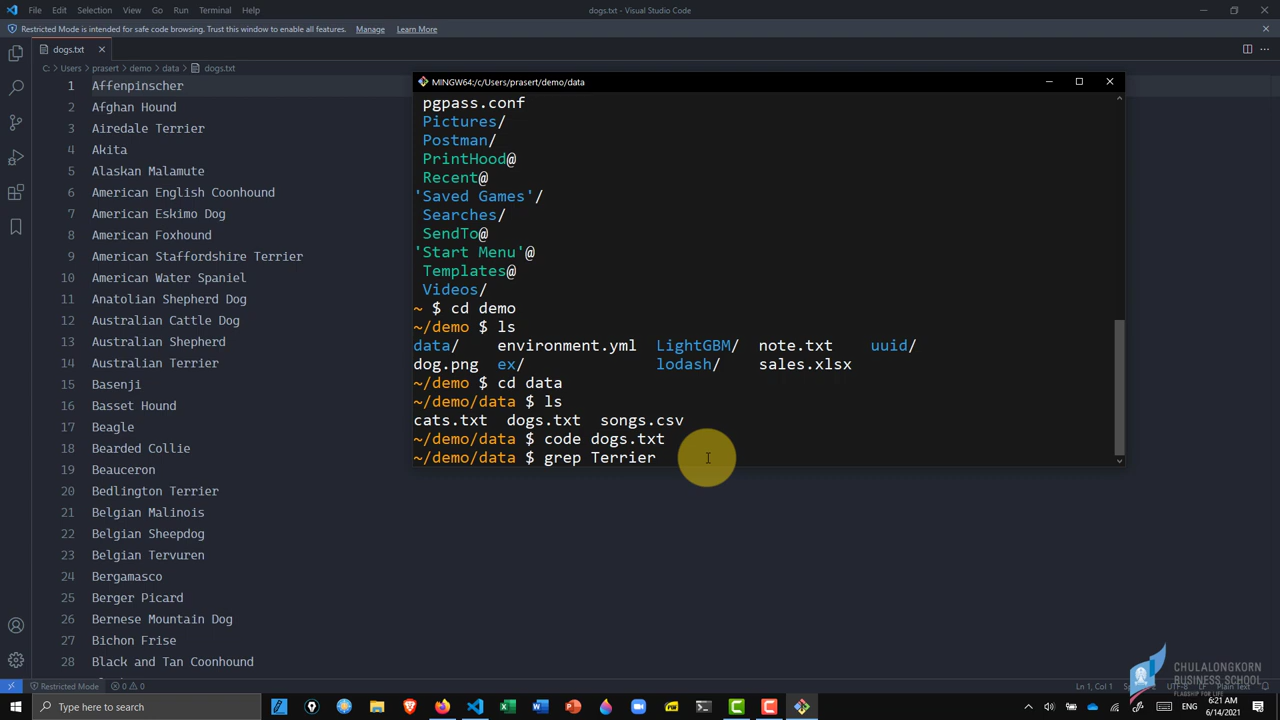 File Edit Selection View Go Run Terminal Help
dogs.txt - Visual Studio Code
Restricted Mode is intended for safe code browsing. Trust this window to enable all features. Manage Learn More
dogs.txt
C: > Users > prasert > demo > data > dogs.txt
1 Affenpinscher
2 Afghan Hound
3 Airedale Terrier
4 Akita
5 Alaskan Malamute
6 American English Coonhound
7 American Eskimo Dog
8 American Foxhound
9 American Staffordshire Terrier
10 American Water Spaniel
11 Anatolian Shepherd Dog
12 Australian Cattle Dog
13 Australian Shepherd
14 Australian Terrier
15 Basenji
16 Basset Hound
17 Beagle
18 Bearded Collie
19 Beauceron
20 Bedlington Terrier
21 Belgian Malinois
22 Belgian Sheepdog
23 Belgian Tervuren
24 Bergamasco
25 Berger Picard
26 Bernese Mountain Dog
27 Bichon Frise
28 Black and Tan Coonhound
MINGW64:/c/Users/prasert/demo/data
pgpass.conf
Pictures/
Postman/
PrintHood@
Recent@
'Saved Games'/
Searches/
SendTo@
'Start Menu'@
Templates@
Videos/
~ $ cd demo
~/demo $ ls
data/ environment.yml LightGBM/ note.txt uuid/
dog.png ex/ lodash/ sales.xlsx
~/demo $ cd data
~/demo/data $ ls
cats.txt dogs.txt songs.csv
~/demo/data $ code dogs.txt
~/demo/data $ grep Terrier
CHULALONGKORN
BUSINESS SCHOOL
FLAGSHIP FOR LIFE
Restricted Mode 0 0
Ln 1, Col 1 UTF-8 LF Plain Text
Type here to search
6:21 AM
6/14/2021